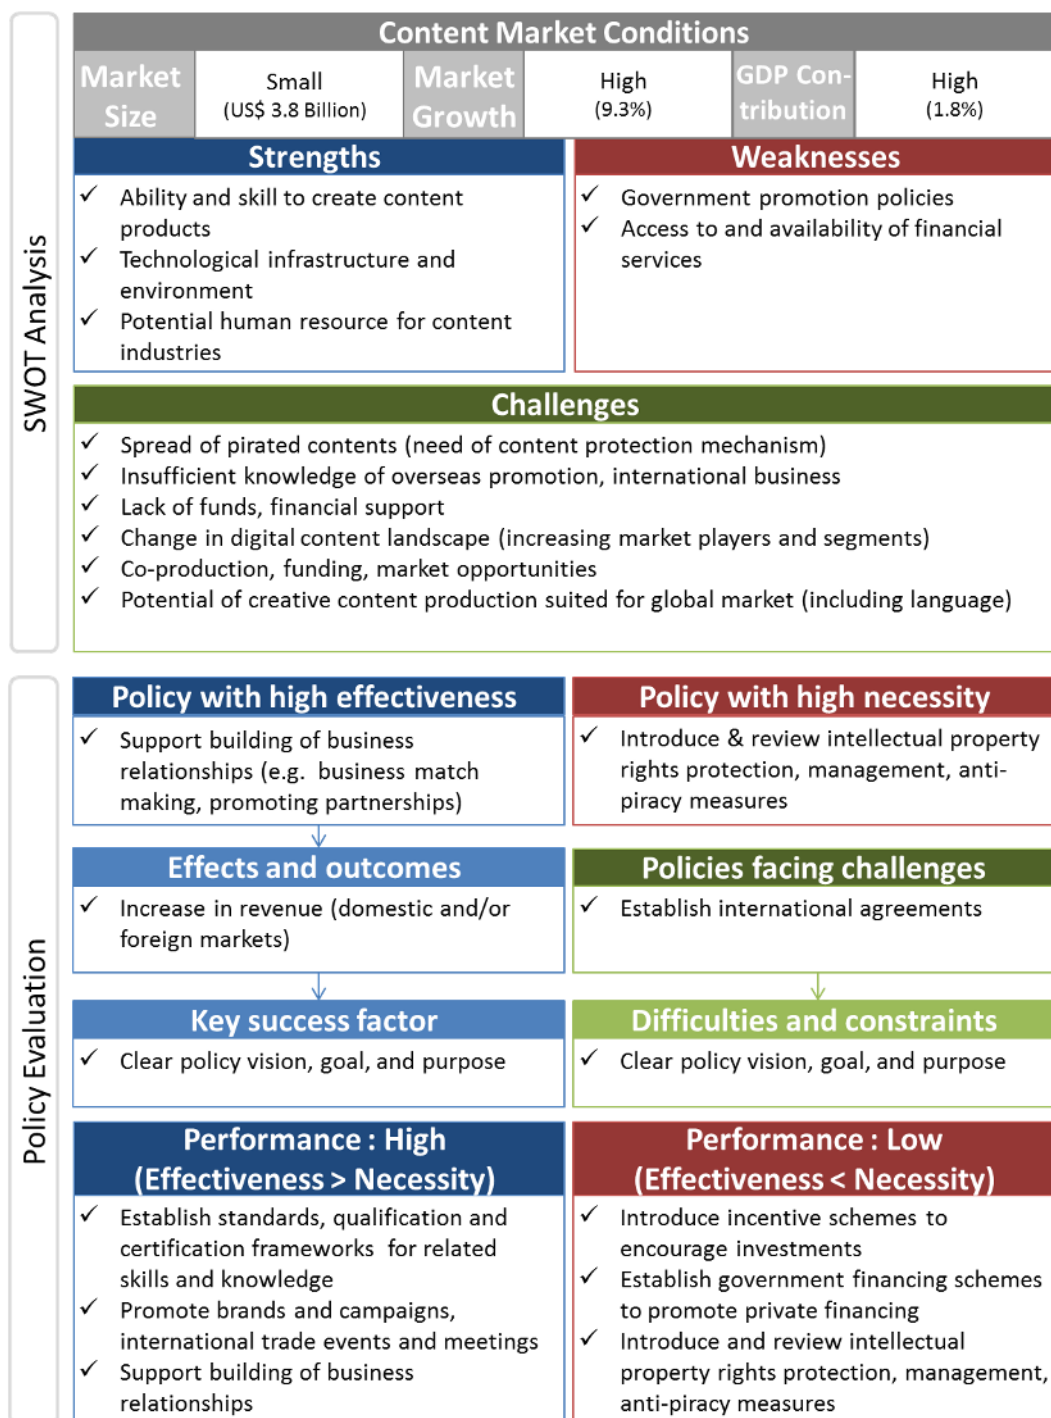 SWOT Analysis
Content Market Conditions
Market
Size
Small
(US$ 3.8 Billion)
Market
Growth
High
(9.3%)
GDP Con-
tribution
High
(1.8%)
Strengths
✓ Ability and skill to create content
products
✓ Technological infrastructure and
environment
✓ Potential human resource for content
industries
Weaknesses
✓ Government promotion policies
✓ Access to and availability of financial
services
Challenges
✓ Spread of pirated contents (need of content protection mechanism)
✓ Insufficient knowledge of overseas promotion, international business
✓ Lack of funds, financial support
✓ Change in digital content landscape (increasing market players and segments)
✓ Co-production, funding, market opportunities
✓ Potential of creative content production suited for global market (including language)
Policy Evaluation
Policy with high effectiveness
✓ Support building of business
relationships (e.g. business match
making, promoting partnerships)
Policy with high necessity
✓ Introduce & review intellectual property
rights protection, management, anti-
piracy measures
Effects and outcomes
✓ Increase in revenue (domestic and/or
foreign markets)
Policies facing challenges
✓ Establish international agreements
Key success factor
✓ Clear policy vision, goal, and purpose
Difficulties and constraints
✓ Clear policy vision, goal, and purpose
Performance : High
(Effectiveness > Necessity)
✓ Establish standards, qualification and
certification frameworks for related
skills and knowledge
✓ Promote brands and campaigns,
international trade events and meetings
✓ Support building of business
relationships
Performance : Low
(Effectiveness < Necessity)
✓ Introduce incentive schemes to
encourage investments
✓ Establish government financing schemes
to promote private financing
✓ Introduce and review intellectual
property rights protection, management,
anti-piracy measures